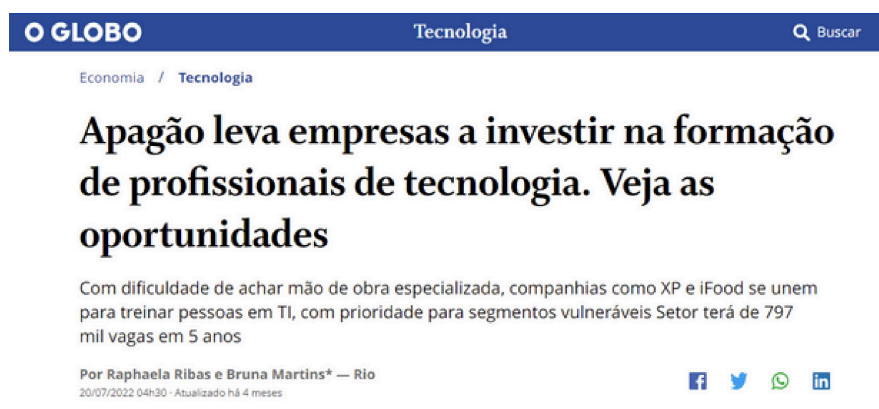 O GLOBO Tecnologia Buscar
Economia / Tecnologia
Apagão leva empresas a investir na formação
de profissionais de tecnologia. Veja as
oportunidades
Com dificuldade de achar mão de obra especializada, companhias como XP e iFood se unem
para treinar pessoas em TI, com prioridade para segmentos vulneráveis Setor terá de 797
mil vagas em 5 anos
Por Raphaela Ribas e Bruna Martins* — Rio
20/07/2022 04h30 · Atualizado há 4 meses